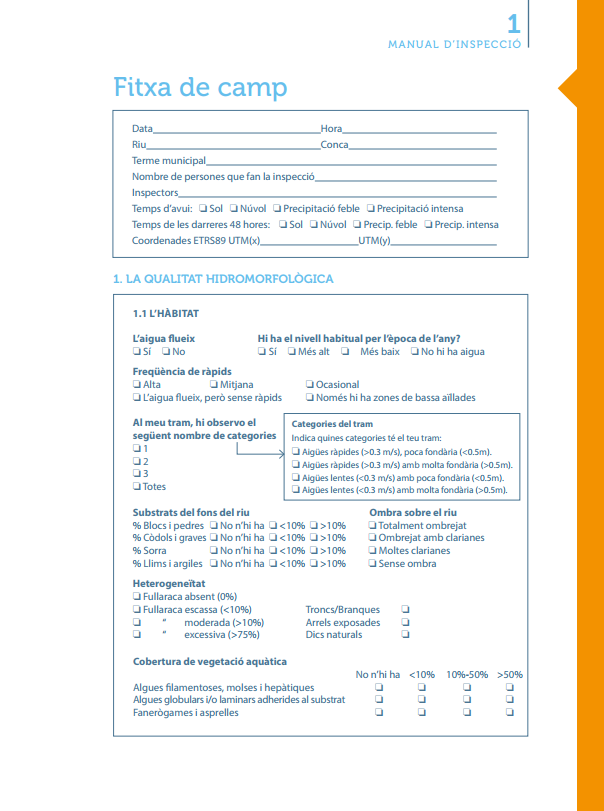 1
MANUAL D'INSPECCIÓ
Fitxa de camp
Data Hora
Riu Conca
Terme municipal
Nombre de persones que fan la inspecció
Inspectors
Temps d'avui: ❏ Sol ❏ Núvol ❏ Precipitació feble ❏ Precipitació intensa
Temps de les darreres 48 hores: ❏ Sol ❏ Núvol ❏ Precip. feble ❏ Precip. intensa
Coordenades ETRS89 UTM(x) UTM(y)
1. LA QUALITAT HIDROMORFOLÒGICA
1.1 L'HÀBITAT
L'aigua flueix Hi ha el nivell habitual per l'època de l'any?
❏ Sí ❏ No ❏ Sí ❏ Més alt ❏ Més baix ❏ No hi ha aigua
Freqüència de ràpids
❏ Alta ❏ Mitjana ❏ Ocasional
❏ L'aigua flueix, però sense ràpids ❏ Només hi ha zones de bassa aïllades
Al meu tram, hi observo el
següent nombre de categories
❏ 1
❏ 2
❏ 3
❏ Totes
Categories del tram
Indica quines categories té el teu tram:
❏ Aigües ràpides (>0.3 m/s), poca fondària (<0.5m).
❏ Aigües ràpides (>0.3 m/s) amb molta fondària (>0.5m).
❏ Aigües lentes (<0.3 m/s) amb poca fondària (<0.5m).
❏ Aigües lentes (<0.3 m/s) amb molta fondària (>0.5m).
Substrats del fons del riu Ombra sobre el riu
% Blocs i pedres ❏ No n'hi ha ❏ <10% ❏ >10% ❏ Totalment ombrejat
% Còdols i graves ❏ No n'hi ha ❏ <10% ❏ >10% ❏ Ombrejat amb clarianes
% Sorra ❏ No n'hi ha ❏ <10% ❏ >10% ❏ Moltes clarianes
% Llims i argiles ❏ No n'hi ha ❏ <10% ❏ >10% ❏ Sense ombra
Heterogeneïtat
❏ Fullaraca absent (0%)
❏ Fullaraca escassa (<10%) Troncs/Branques ❏
❏ " moderada (>10%) Arrels exposades ❏
❏ " excessiva (>75%) Dics naturals ❏
Cobertura de vegetació aquàtica
No n'hi ha <10% 10%-50% >50%
Algues filamentoses, molses i hepàtiques ❏ ❏ ❏ ❏
Algues globulars i/o laminars adherides al substrat ❏ ❏ ❏ ❏
Fanerògames i asprelles ❏ ❏ ❏ ❏